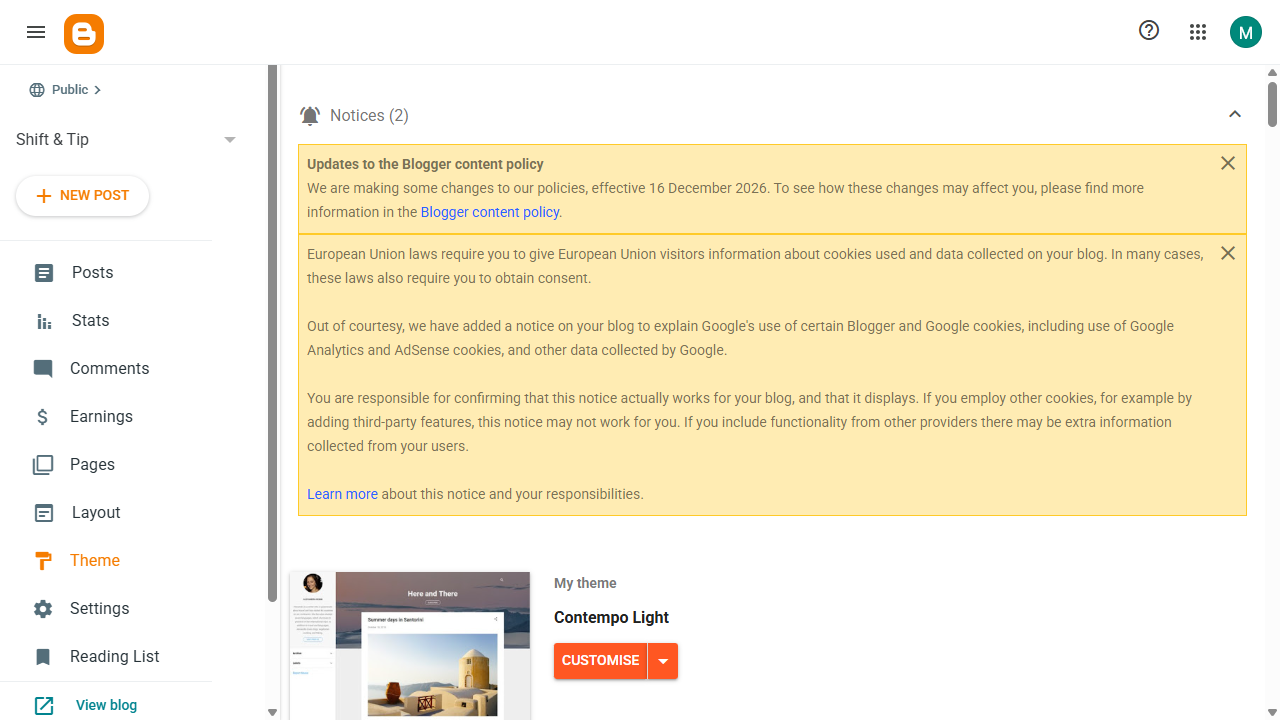 M
Public
Shift & Tip
NEW POST
Posts
Stats
Comments
Earnings
Pages
Layout
Theme
Settings
Reading List
View blog
Notices (2)
Updates to the Blogger content policy
We are making some changes to our policies, effective 16 December 2026. To see how these changes may affect you, please find more
information in the Blogger content policy.
European Union laws require you to give European Union visitors information about cookies used and data collected on your blog. In many cases,
these laws also require you to obtain consent.
Out of courtesy, we have added a notice on your blog to explain Google's use of certain Blogger and Google cookies, including use of Google
Analytics and AdSense cookies, and other data collected by Google.
You are responsible for confirming that this notice actually works for your blog, and that it displays. If you employ other cookies, for example by
adding third-party features, this notice may not work for you. If you include functionality from other providers there may be extra information
collected from your users.
Learn more about this notice and your responsibilities.
Here and There
Summer days in Santorini
My theme
Contempo Light
CUSTOMISE